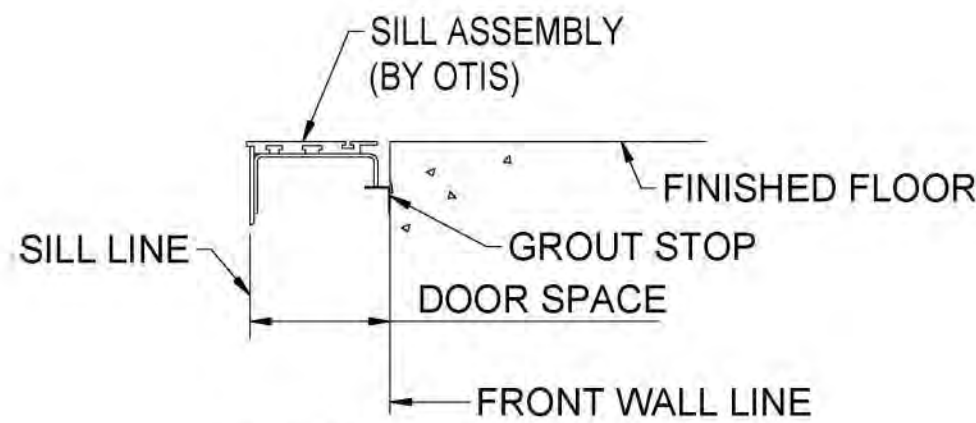 SILL ASSEMBLY
(BY OTIS)
FINISHED FLOOR
GROUT STOP
SILL LINE
DOOR SPACE
FRONT WALL LINE